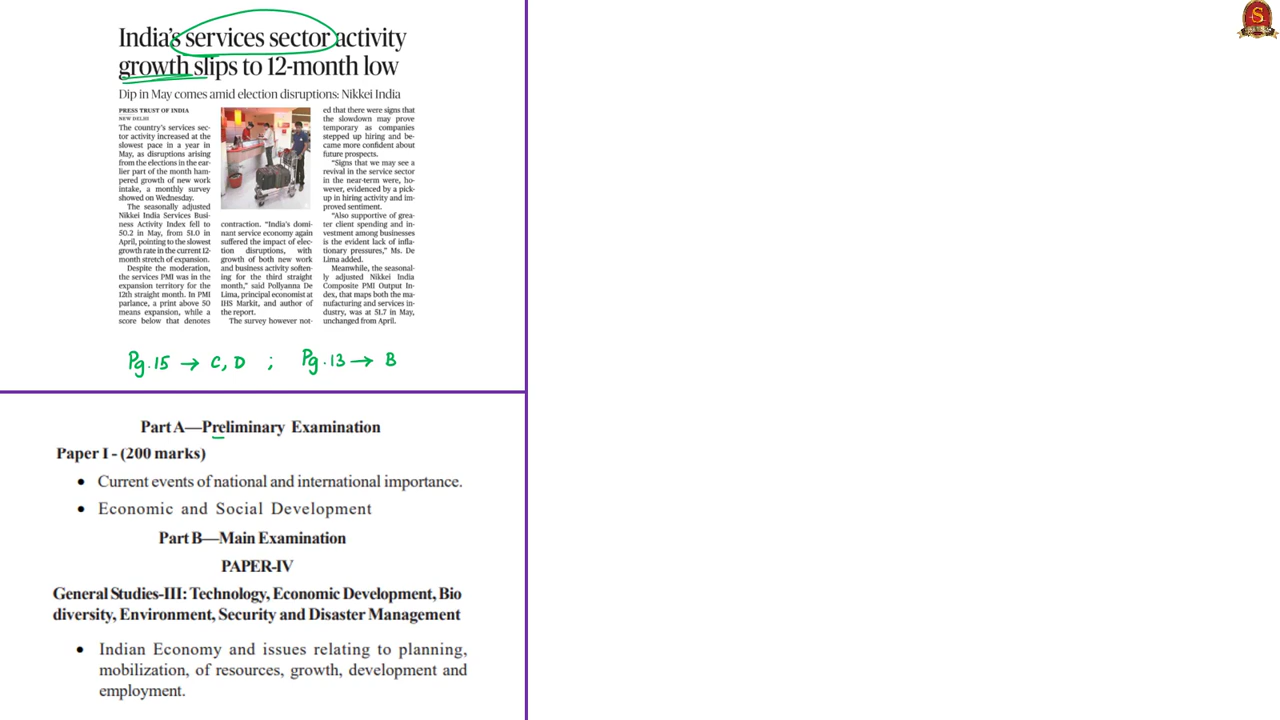 India's services sector activity
growth slips to 12-month low
Dip in May comes amid election disruptions: Nikkei India
PRESS TRUST OF INDIA
NEW DELHI
The country's services sec-
tor activity increased at the
slowest pace in a year in
May, as disruptions arising
from the elections in the ear-
lier part of the month ham-
pered growth of new work
intake, a monthly survey
showed on Wednesday.
The seasonally adjusted
Nikkei India Services Busi-
ness Activity Index fell to
50.2 in May, from 51.0 in
April, pointing to the slowest
growth rate in the current 12-
month stretch of expansion.
Despite the moderation,
the services PMI was in the
expansion territory for the
12th straight month. In PMI
parlance, a print above 50
means expansion, while a
score below that denotes
contraction. "India's domi-
nant service economy again
suffered the impact of elec-
tion disruptions, with
growth of both new work
and business activity soften-
ing for the third straight
month," said Pollyanna De
Lima, principal economist at
IHS Markit, and author of
the report.
The survey however not-
ed that there were signs that
the slowdown may prove
temporary as companies
stepped up hiring and be-
came more confident about
future prospects.
"Signs that we may see a
revival in the service sector
in the near-term were, ho-
wever, evidenced by a pick-
up in hiring activity and im-
proved sentiment.
"Also supportive of grea-
ter client spending and in-
vestment among businesses
is the evident lack of infla-
tionary pressures," Ms. De
Lima added.
Meanwhile, the seasonal-
ly adjusted Nikkei India
Composite PMI Output In-
dex, that maps both the ma-
nufacturing and services in-
dustry, was at 51.7 in May,
unchanged from April.
Pg.15 → C, D ; Pg.13 → B
Part A—Preliminary Examination
Paper I - (200 marks)
• Current events of national and international importance.
• Economic and Social Development
Part B—Main Examination
PAPER-IV
General Studies-III: Technology, Economic Development, Bio
diversity, Environment, Security and Disaster Management
• Indian Economy and issues relating to planning,
mobilization, of resources, growth, development and
employment.